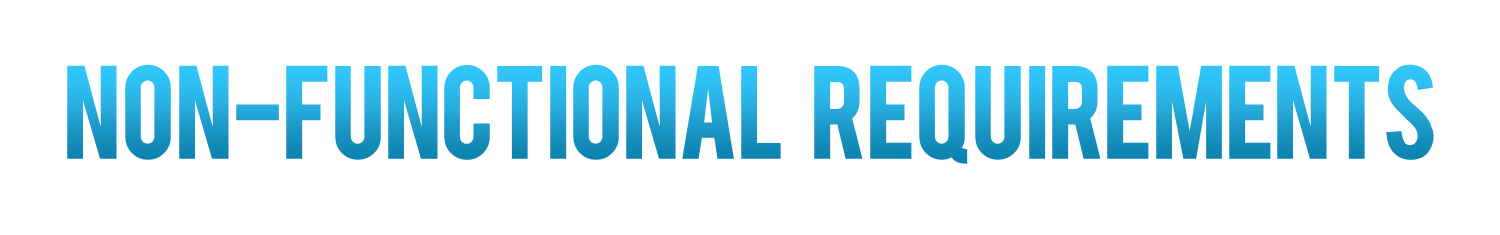 NON-FUNCTIONAL REQUIREMENTS